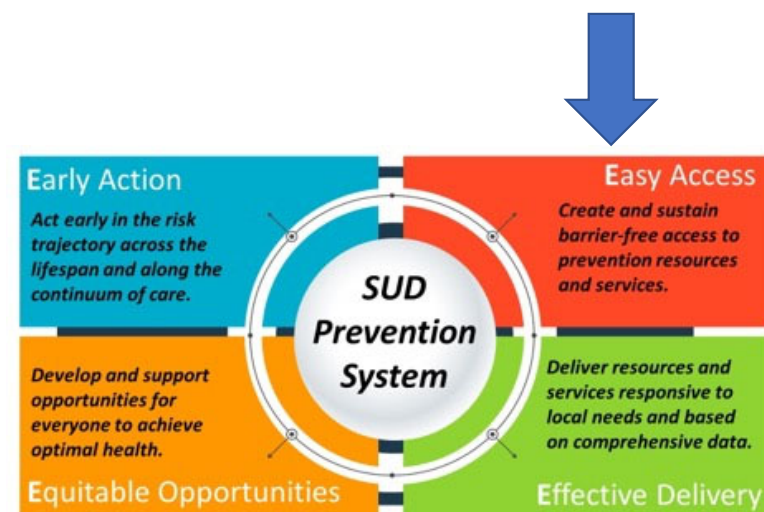 Early Action
Act early in the risk
trajectory across the
lifespan and along the
continuum of care.
Easy Access
Create and sustain
barrier-free access to
prevention resources
and services.
SUD
Prevention
System
Develop and support
opportunities for
everyone to achieve
optimal health.
Equitable Opportunities
Deliver resources and
services responsive to
local needs and based
on comprehensive data.
Effective Delivery